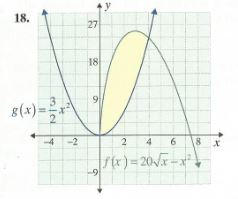 18.
y
27
18
9
g(x) = 3/2 x²
-4 -2 2 4 6 8 x
-9
f(x) = 20√x − x²